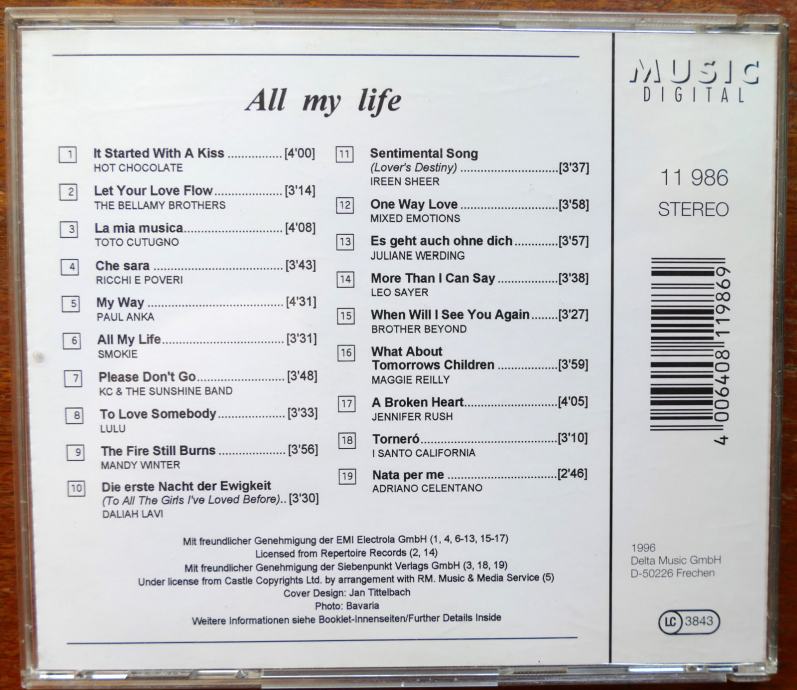 All my life
1 It Started With A Kiss ................ [4'00]
HOT CHOCOLATE
2 Let Your Love Flow .................... [3'14]
THE BELLAMY BROTHERS
3 La mia musica.............................. [4'08]
TOTO CUTUGNO
4 Che sara ....................................... [3'43]
RICCHI E POVERI
5 My Way ........................................ [4'31]
PAUL ANKA
6 All My Life.................................... [3'31]
SMOKIE
7 Please Don't Go.......................... [3'48]
KC & THE SUNSHINE BAND
8 To Love Somebody.................... [3'33]
LULU
9 The Fire Still Burns.................... [3'56]
MANDY WINTER
10 Die erste Nacht der Ewigkeit
(To All The Girls I've Loved Before).. [3'30]
DALIAH LAVI
11 Sentimental Song
(Lover's Destiny) .............................[3'37]
IREEN SHEER
12 One Way Love ............................[3'58]
MIXED EMOTIONS
13 Es geht auch ohne dich.............[3'57]
JULIANE WERDING
14 More Than I Can Say .................[3'38]
LEO SAYER
15 When Will I See You Again........[3'27]
BROTHER BEYOND
16 What About
Tomorrows Children ..................[3'59]
MAGGIE REILLY
17 A Broken Heart...........................[4'05]
JENNIFER RUSH
18 Torneró........................................[3'10]
I SANTO CALIFORNIA
19 Nata per me ................................[2'46]
ADRIANO CELENTANO
Mit freundlicher Genehmigung der EMI Electrola GmbH (1, 4, 6-13, 15-17)
Licensed from Repertoire Records (2, 14)
Mit freundlicher Genehmigung der Siebenpunkt Verlags GmbH (3, 18, 19)
Under license from Castle Copyrights Ltd. by arrangement with RM. Music & Media Service (5)
Cover Design: Jan Tittelbach
Photo: Bavaria
Weitere Informationen siehe Booklet-Innenseiten/Further Details Inside
MUSIC
DIGITAL
11 986
STEREO
4 006408 119869
1996
Delta Music GmbH
D-50226 Frechen
LC 3843